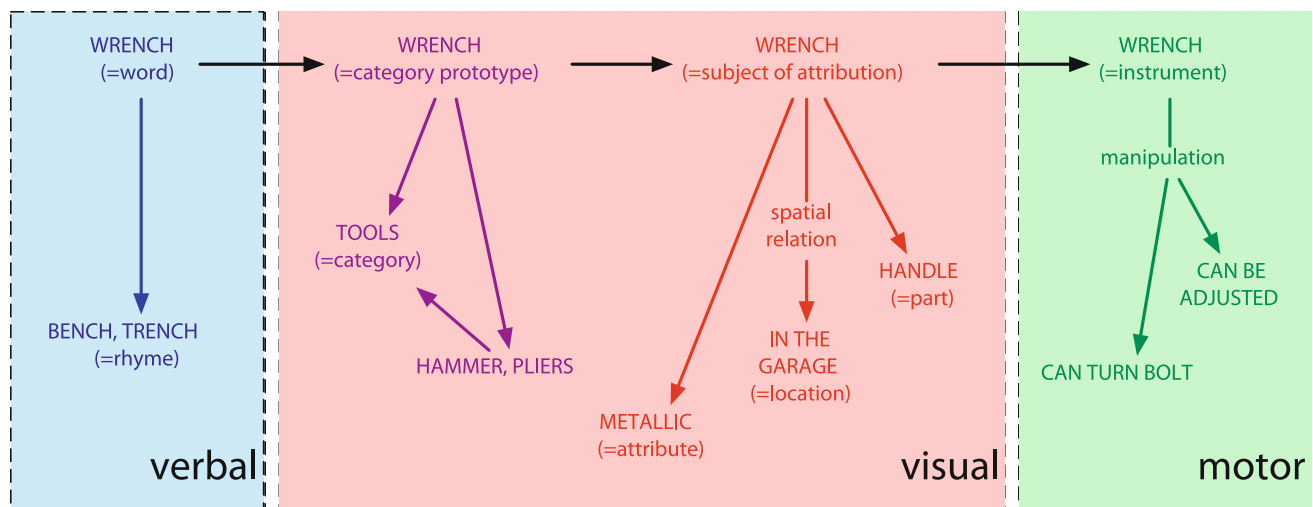 WRENCH
(=word)
BENCH, TRENCH
(=rhyme)
verbal
WRENCH
(=category prototype)
TOOLS
(=category)
HAMMER, PLIERS
WRENCH
(=subject of attribution)
spatial
relation
HANDLE
(=part)
IN THE
GARAGE
(=location)
METALLIC
(=attribute)
visual
WRENCH
(=instrument)
manipulation
CAN BE
ADJUSTED
CAN TURN BOLT
motor